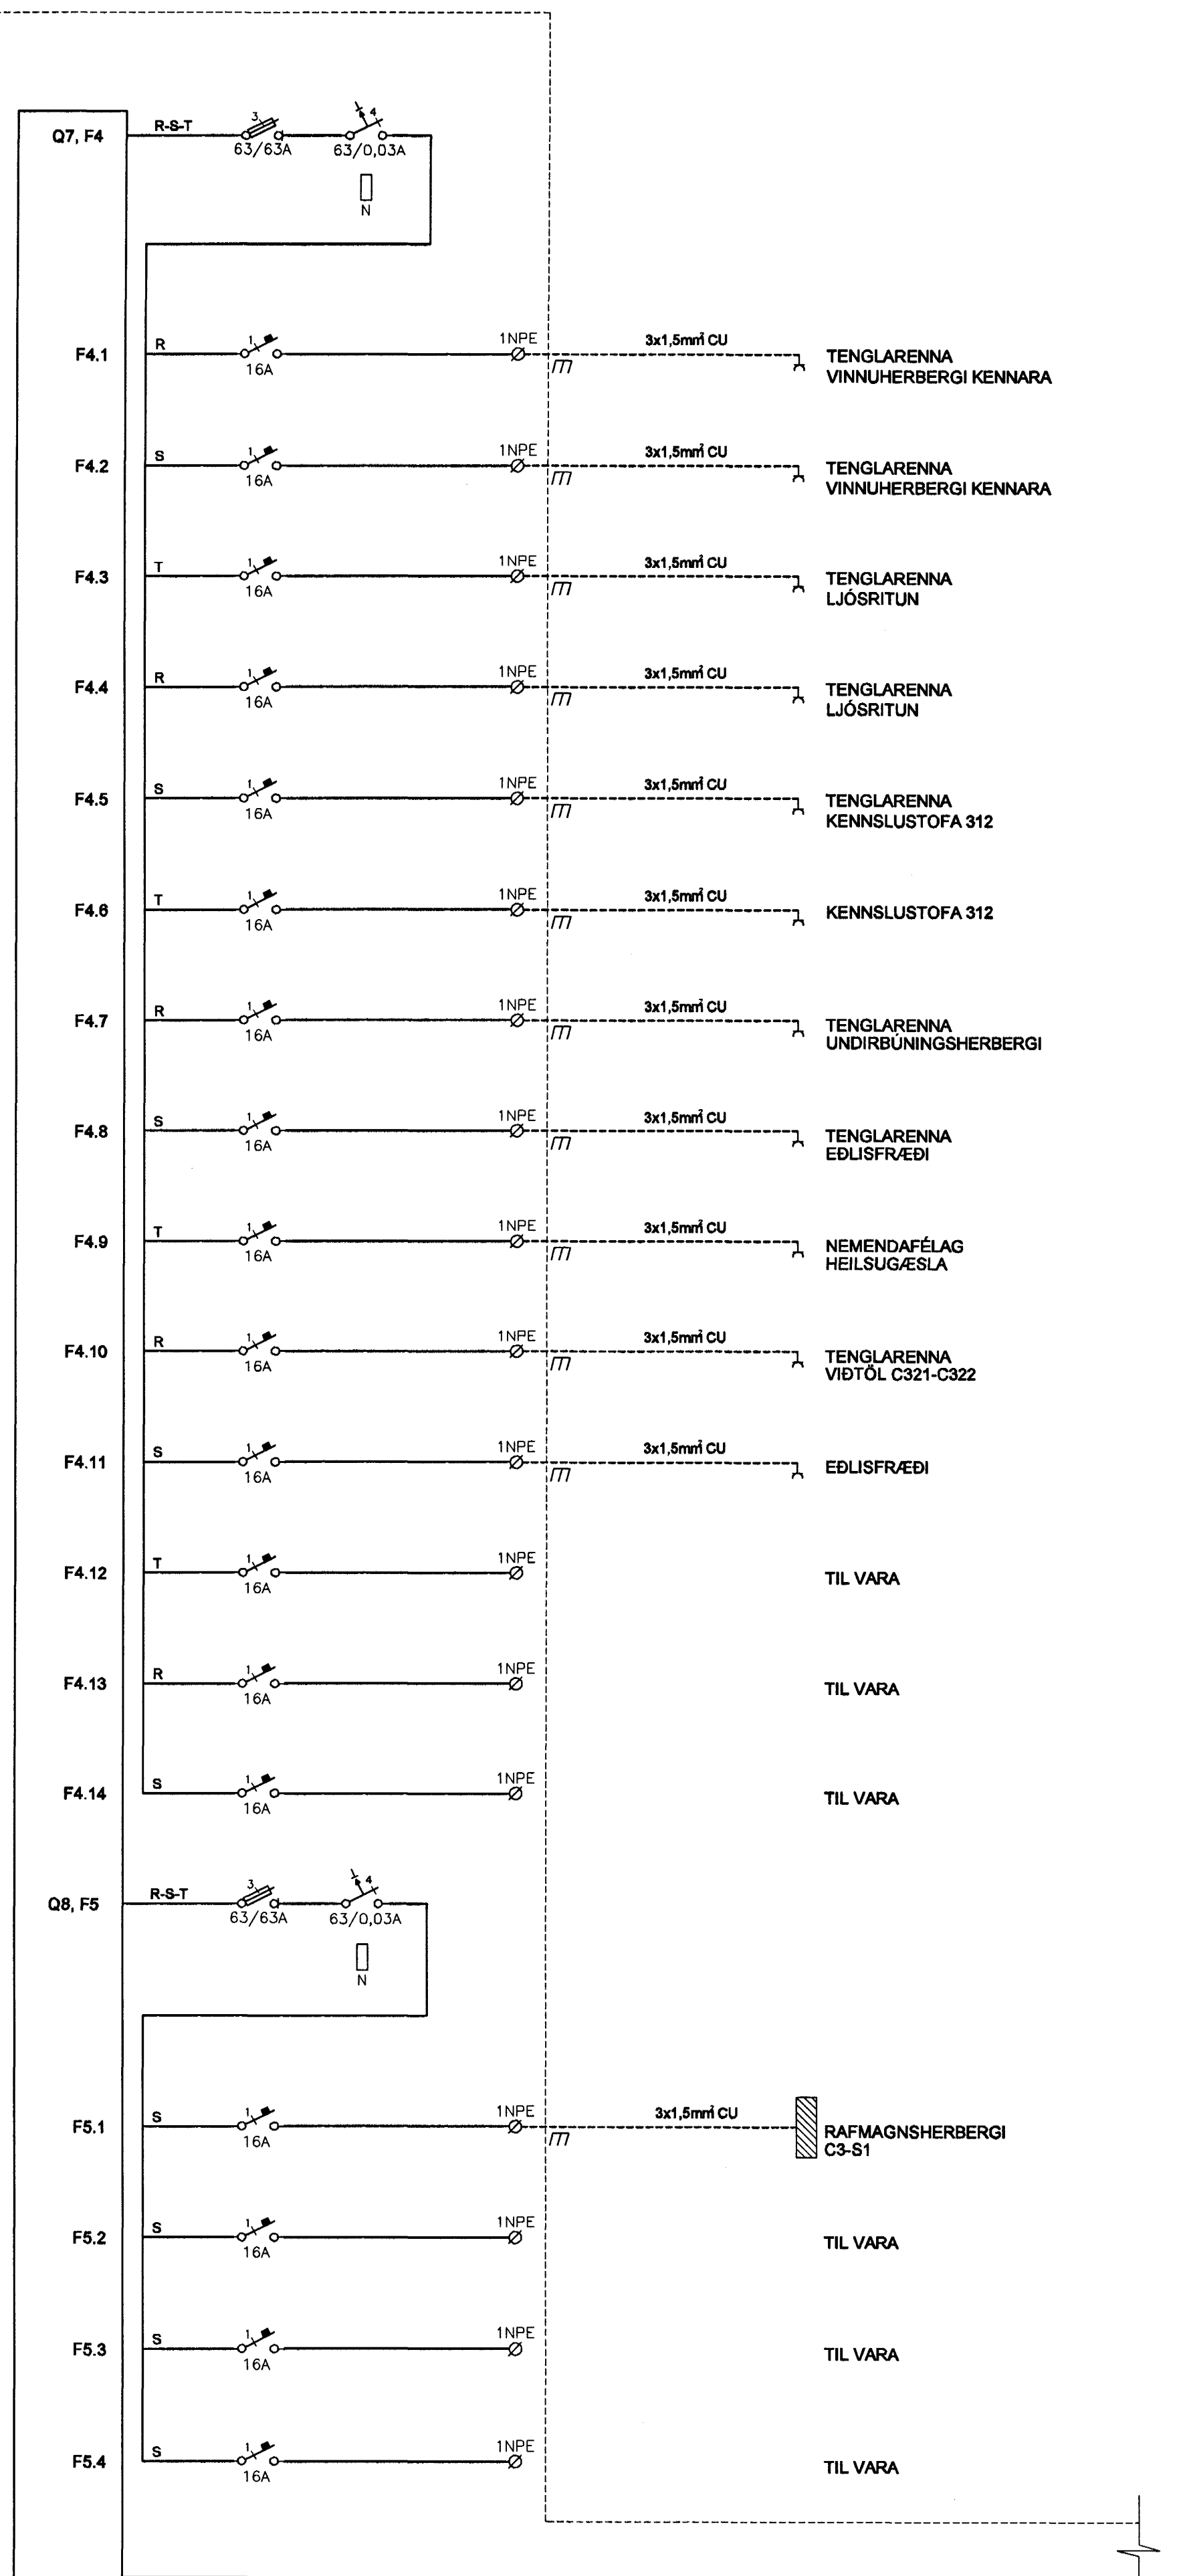 Q7, F4 R-S-T 3 4
63/63A 63/0,03A
N
F4.1 R 1 16A 1NPE 3x1,5mm² CU TENGLARENNA
VINNUHERBERGI KENNARA
F4.2 S 1 16A 1NPE 3x1,5mm² CU TENGLARENNA
VINNUHERBERGI KENNARA
F4.3 T 1 16A 1NPE 3x1,5mm² CU TENGLARENNA
LJÓSRITUN
F4.4 R 1 16A 1NPE 3x1,5mm² CU TENGLARENNA
LJÓSRITUN
F4.5 S 1 16A 1NPE 3x1,5mm² CU TENGLARENNA
KENNSLUSTOFA 312
F4.6 T 1 16A 1NPE 3x1,5mm² CU KENNSLUSTOFA 312
F4.7 R 1 16A 1NPE 3x1,5mm² CU TENGLARENNA
UNDIRBÚNINGSHERBERGI
F4.8 S 1 16A 1NPE 3x1,5mm² CU TENGLARENNA
EÐLISFRÆÐI
F4.9 T 1 16A 1NPE 3x1,5mm² CU NEMENDAFÉLAG
HEILSUGÆSLA
F4.10 R 1 16A 1NPE 3x1,5mm² CU TENGLARENNA
VIÐTÖL C321-C322
F4.11 S 1 16A 1NPE 3x1,5mm² CU EÐLISFRÆÐI
F4.12 T 1 16A 1NPE TIL VARA
F4.13 R 1 16A 1NPE TIL VARA
F4.14 S 1 16A 1NPE TIL VARA
Q8, F5 R-S-T 3 4
63/63A 63/0,03A
N
F5.1 S 1 16A 1NPE 3x1,5mm² CU RAFMAGNSHERBERGI
C3-S1
F5.2 S 1 16A 1NPE TIL VARA
F5.3 S 1 16A 1NPE TIL VARA
F5.4 S 1 16A 1NPE TIL VARA